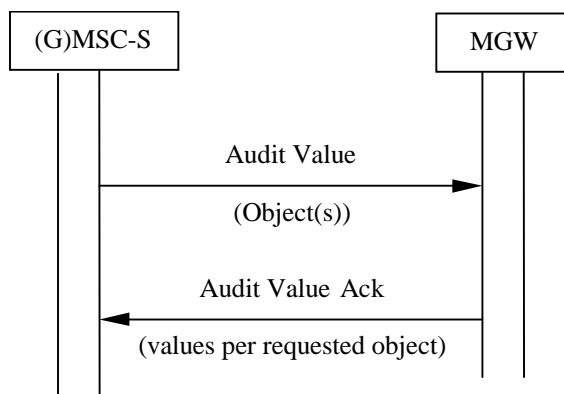 (G)MSC-S
MGW
Audit Value
(Object(s))
Audit Value Ack
(values per requested object)